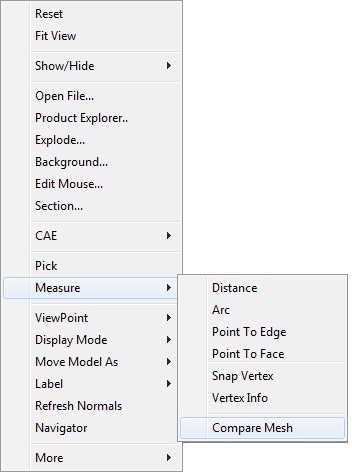 Reset
Fit View
Show/Hide
Open File...
Product Explorer..
Explode...
Background...
Edit Mouse...
Section...
CAE
Pick
Measure
ViewPoint
Display Mode
Move Model As
Label
Refresh Normals
Navigator
More
Distance
Arc
Point To Edge
Point To Face
Snap Vertex
Vertex Info
Compare Mesh